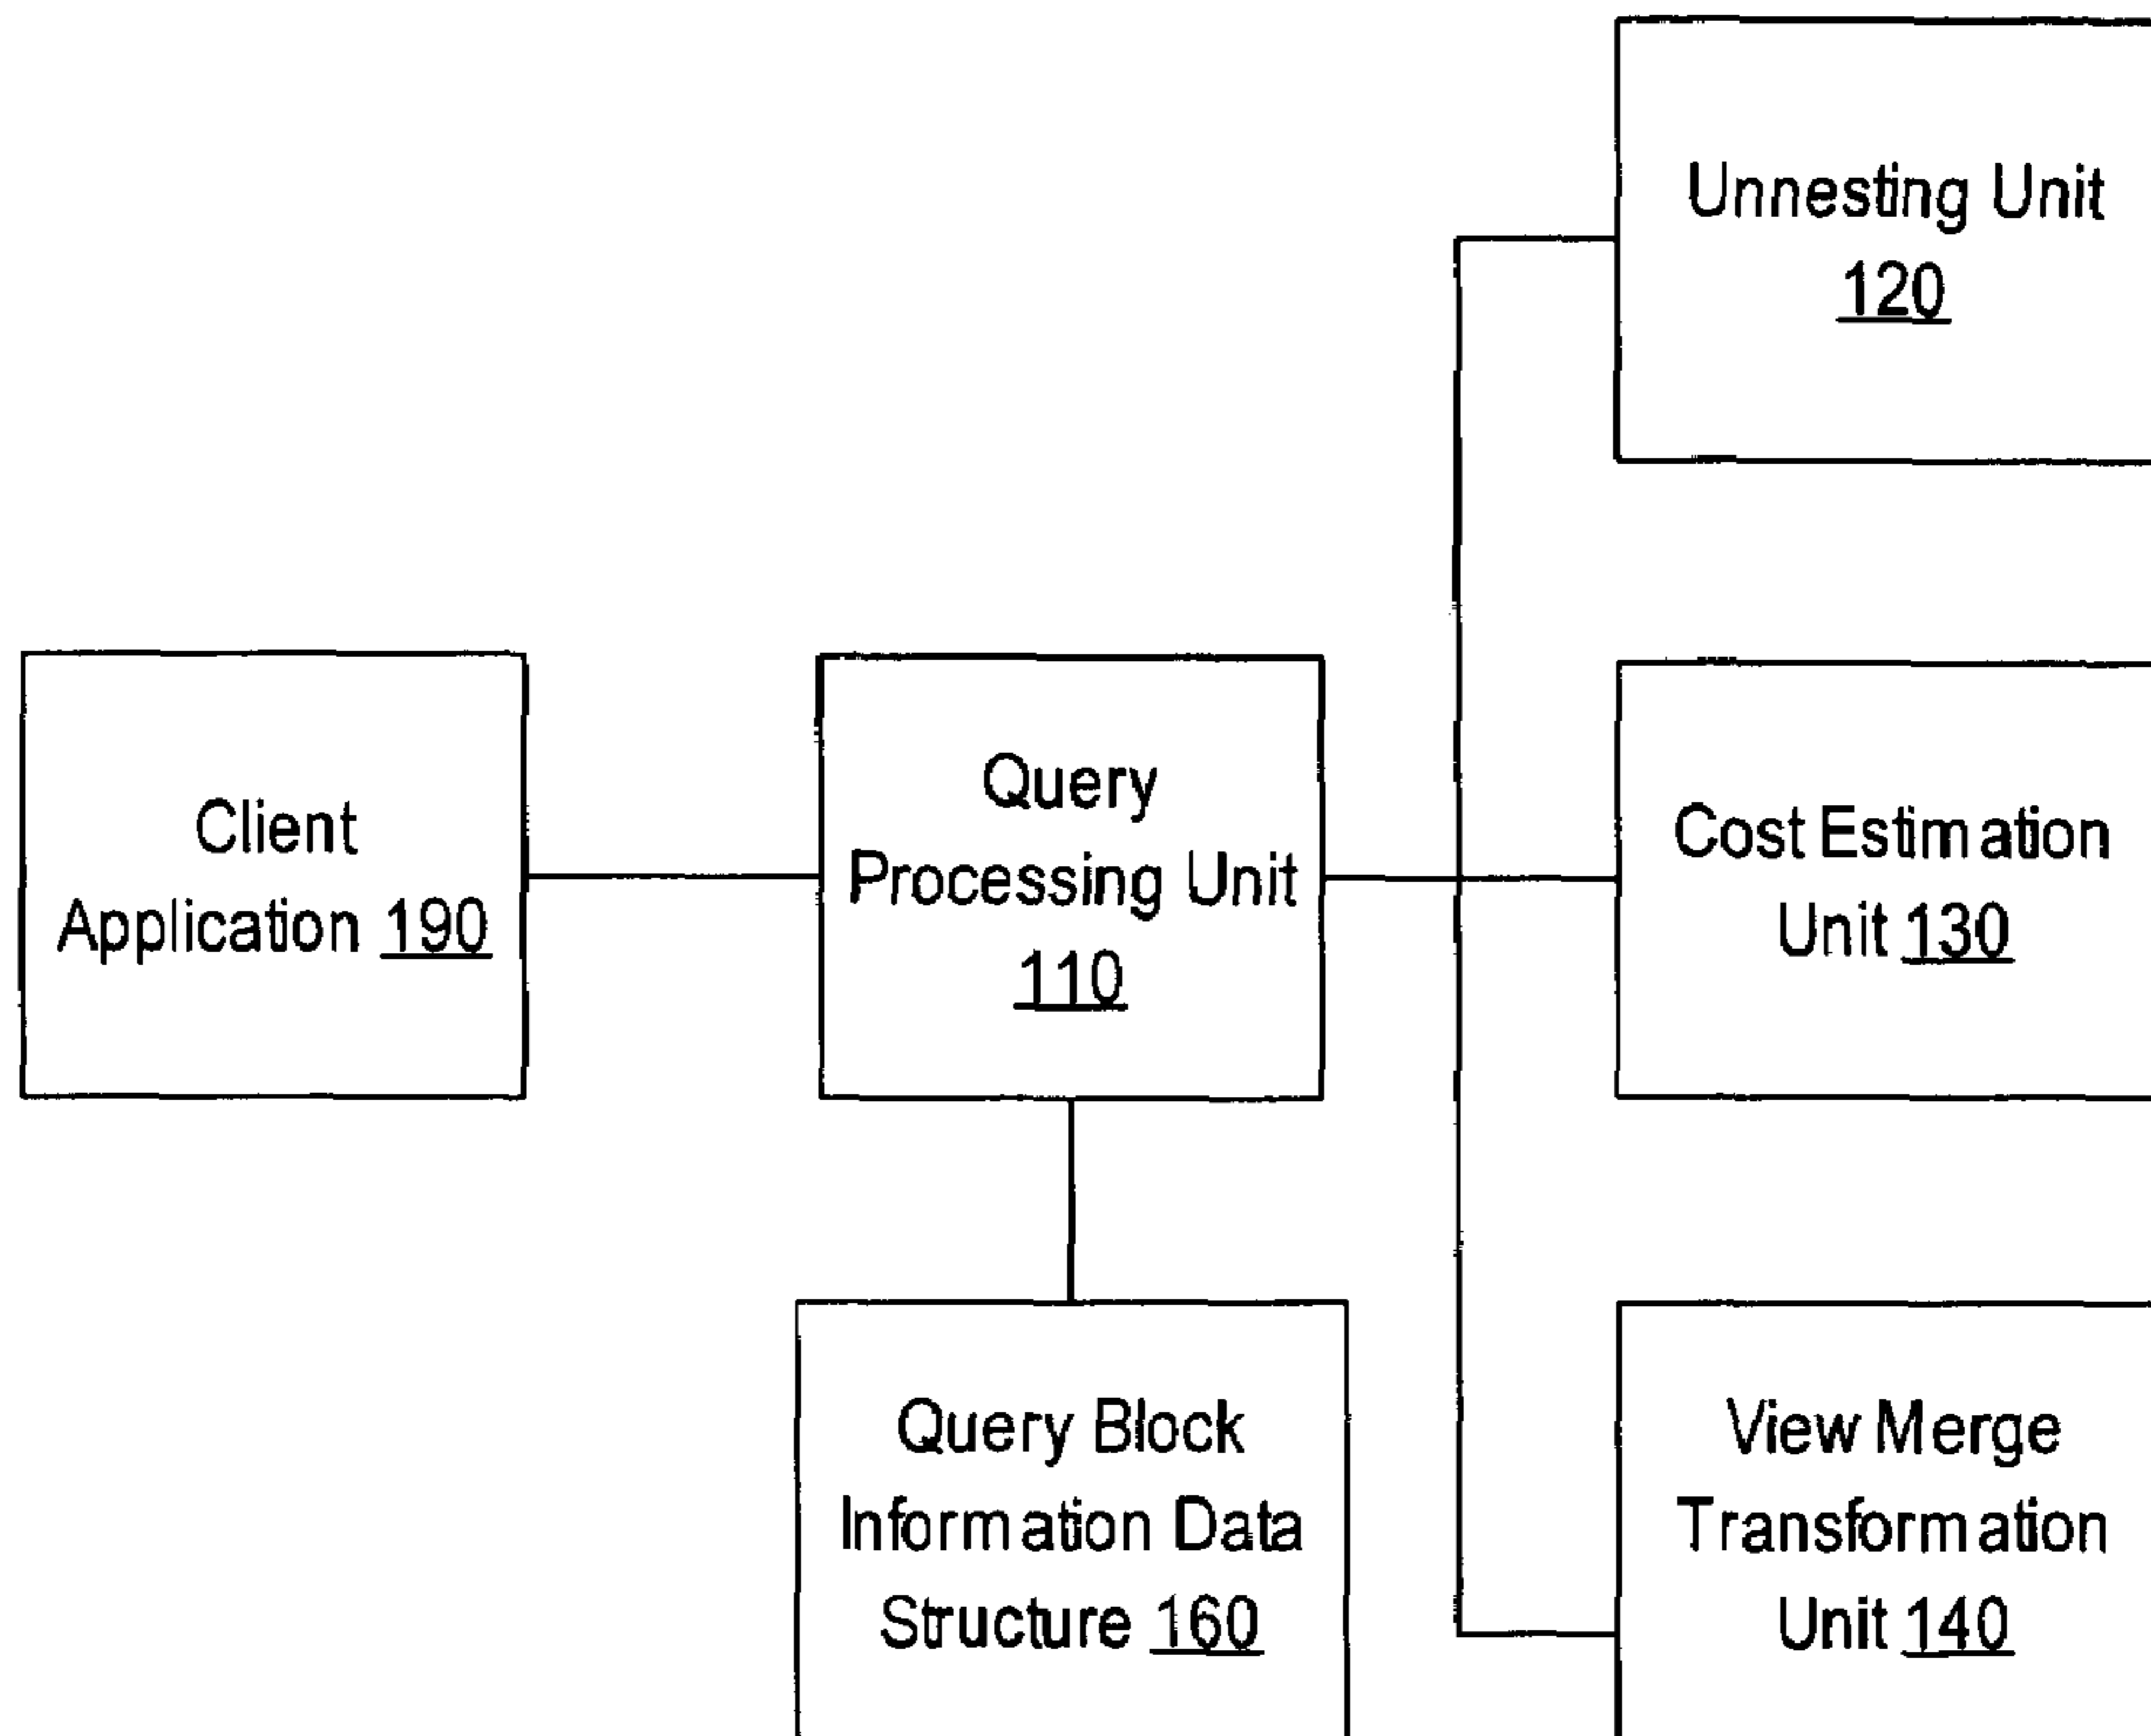 Unnesting Unit
120
Client
Application 190
Query
Processing Unit
110
Cost Estimation
Unit 130
Query Block
Information Data
Structure 160
View Merge
Transformation
Unit 140